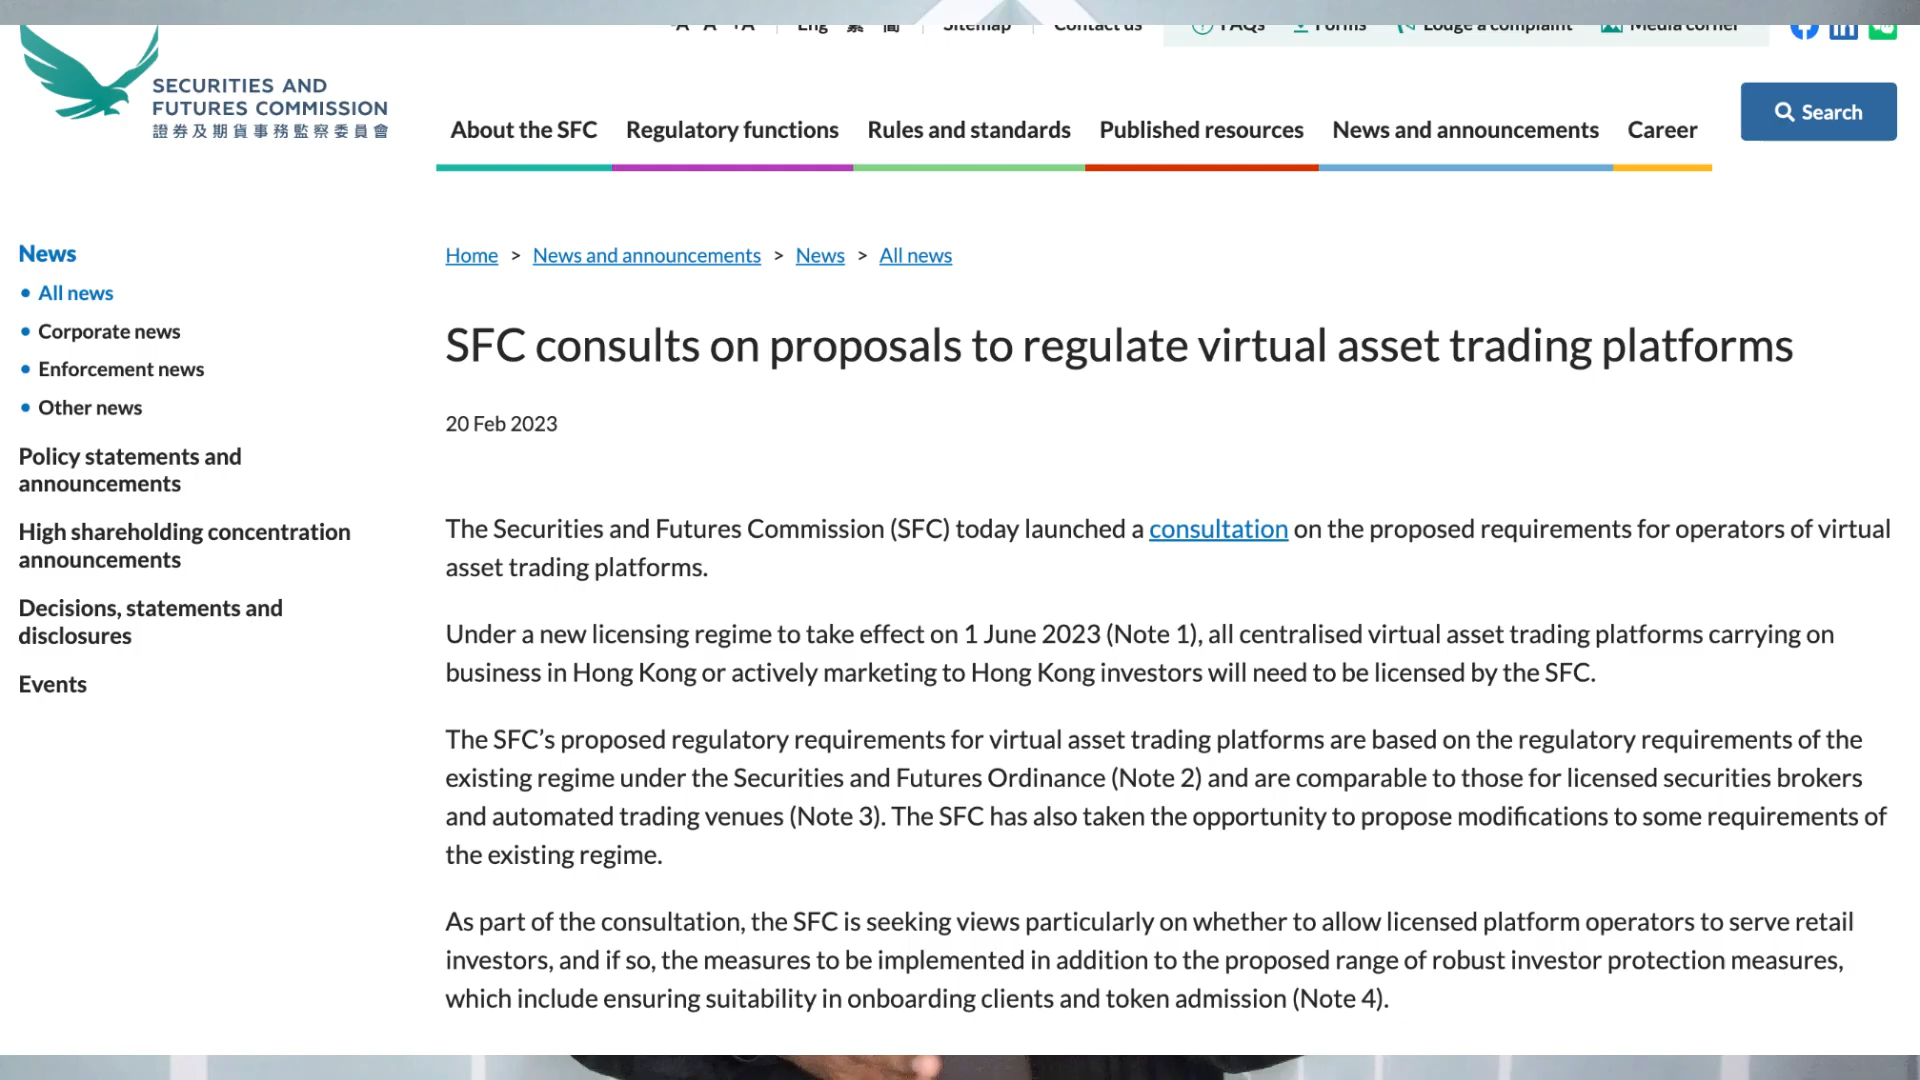 -A A +A Eng 繁 簡 Sitemap Contact us FAQs Forms Lodge a complaint Media corner
SECURITIES AND
FUTURES COMMISSION
證券及期貨事務監察委員會
About the SFC Regulatory functions Rules and standards Published resources News and announcements Career
Search
News
All news
Corporate news
Enforcement news
Other news
Policy statements and
announcements
High shareholding concentration
announcements
Decisions, statements and
disclosures
Events
Home > News and announcements > News > All news
SFC consults on proposals to regulate virtual asset trading platforms
20 Feb 2023
The Securities and Futures Commission (SFC) today launched a consultation on the proposed requirements for operators of virtual
asset trading platforms.
Under a new licensing regime to take effect on 1 June 2023 (Note 1), all centralised virtual asset trading platforms carrying on
business in Hong Kong or actively marketing to Hong Kong investors will need to be licensed by the SFC.
The SFC’s proposed regulatory requirements for virtual asset trading platforms are based on the regulatory requirements of the
existing regime under the Securities and Futures Ordinance (Note 2) and are comparable to those for licensed securities brokers
and automated trading venues (Note 3). The SFC has also taken the opportunity to propose modifications to some requirements of
the existing regime.
As part of the consultation, the SFC is seeking views particularly on whether to allow licensed platform operators to serve retail
investors, and if so, the measures to be implemented in addition to the proposed range of robust investor protection measures,
which include ensuring suitability in onboarding clients and token admission (Note 4).